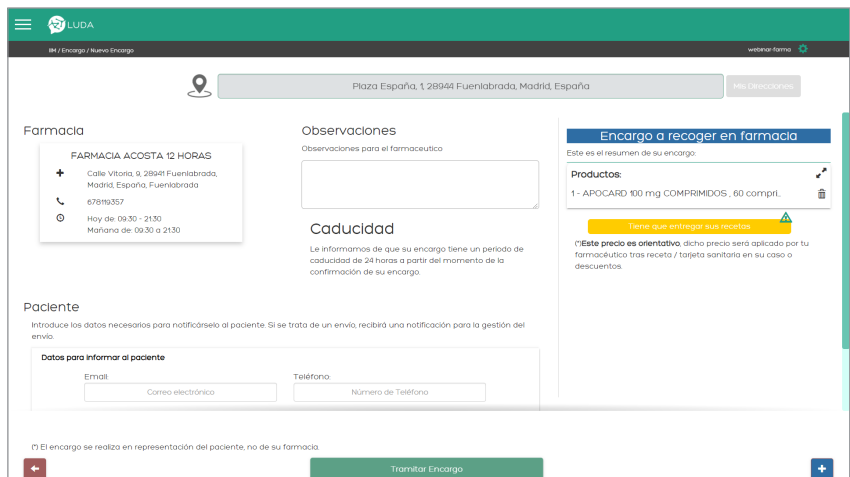 LUDA
IIM / Encargo / Nuevo Encargo
webinar-farma
Plaza España, 1, 28944 Fuenlabrada, Madrid, España
Mis Direcciones
Farmacia
FARMACIA ACOSTA 12 HORAS
Calle Vitoria, 9, 28941 Fuenlabrada,
Madrid, España, Fuenlabrada
678119357
Hoy de: 09:30 - 21:30
Mañana de: 09:30 a 21:30
Observaciones
Observaciones para el farmaceutico
Caducidad
Le informamos de que su encargo tiene un periodo de
caducidad de 24 horas a partir del momento de la
confirmación de su encargo.
Encargo a recoger en farmacia
Este es el resumen de su encargo:
Productos:
1 - APOCARD 100 mg COMPRIMIDOS , 60 compri...
Tiene que entregar sus recetas
(*)Este precio es orientativo, dicho precio será aplicado por tu
farmacéutico tras receta / tarjeta sanitaria en su caso o
descuentos.
Paciente
Introduce los datos necesarios para notificárselo al paciente. Si se trata de un envío, recibirá una notificación para la gestión del
envío.
Datos para informar al paciente
Email:
Teléfono:
Correo electrónico
Número de Teléfono
(*) El encargo se realiza en representación del paciente, no de su farmacia.
Tramitar Encargo